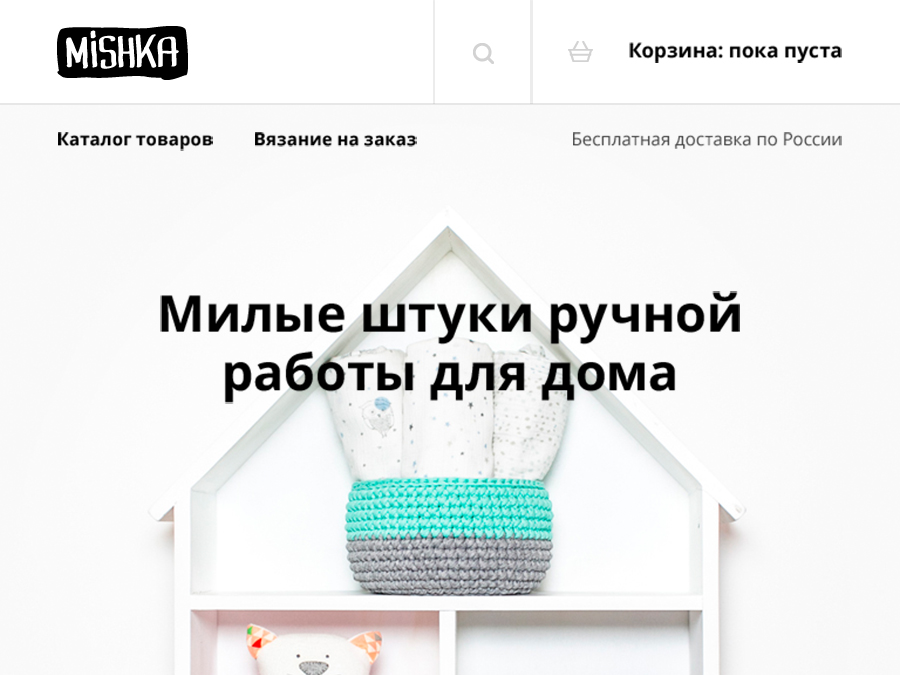 MiSHKA
Корзина: пока пуста
Каталог товаров
Вязание на заказ
Бесплатная доставка по России
Милые штуки ручной
работы для дома